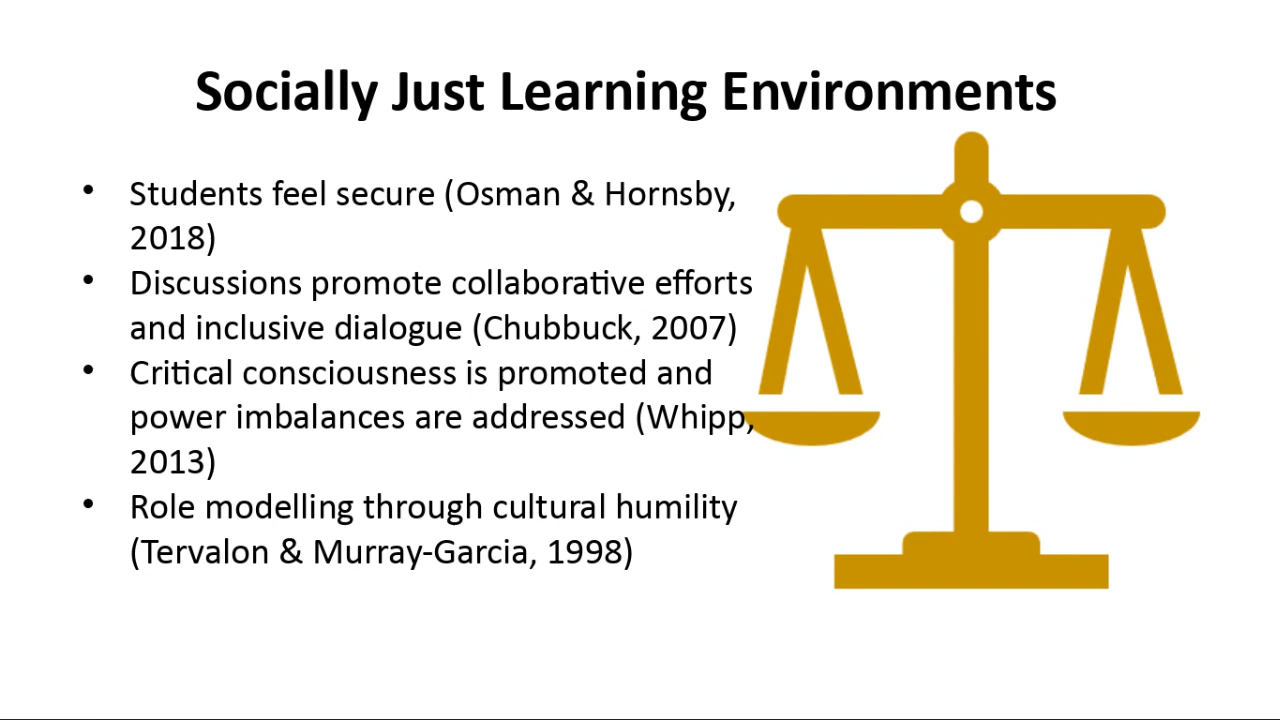 Socially Just Learning Environments
• Students feel secure (Osman & Hornsby,
2018)
• Discussions promote collaborative efforts
and inclusive dialogue (Chubbuck, 2007)
• Critical consciousness is promoted and
power imbalances are addressed (Whipp,
2013)
• Role modelling through cultural humility
(Tervalon & Murray-Garcia, 1998)